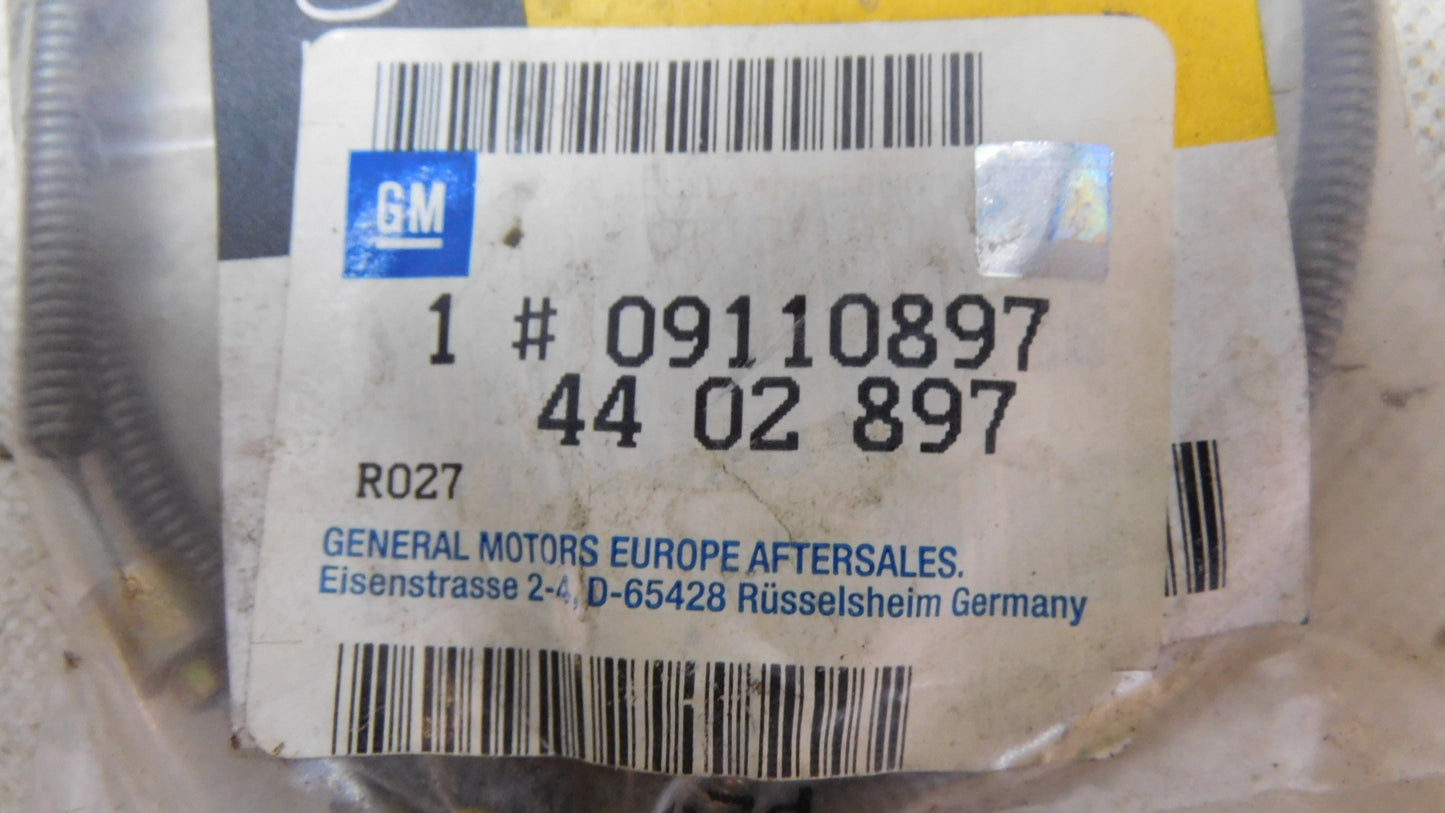 GM
1 # 09110897
44 02 897
R027
GENERAL MOTORS EUROPE AFTERSALES.
Eisenstrasse 2-4, D-65428 Rüsselsheim Germany